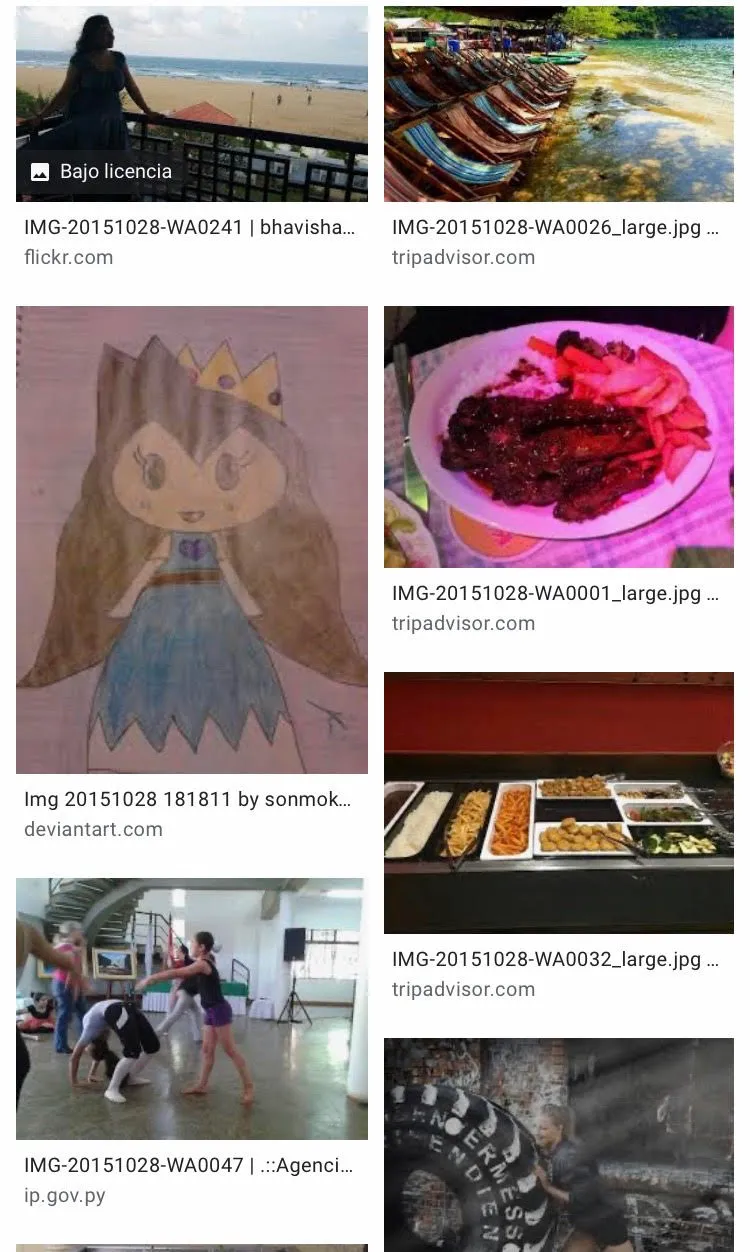 Bajo licencia
IMG-20151028-WA0241 | bhavisha...
flickr.com
IMG-20151028-WA0026_large.jpg ...
tripadvisor.com
IMG-20151028-WA0001_large.jpg ...
tripadvisor.com
Img 20151028 181811 by sonmok...
deviantart.com
IMG-20151028-WA0032_large.jpg ...
tripadvisor.com
IMG-20151028-WA0047 | .::Agenci...
ip.gov.py